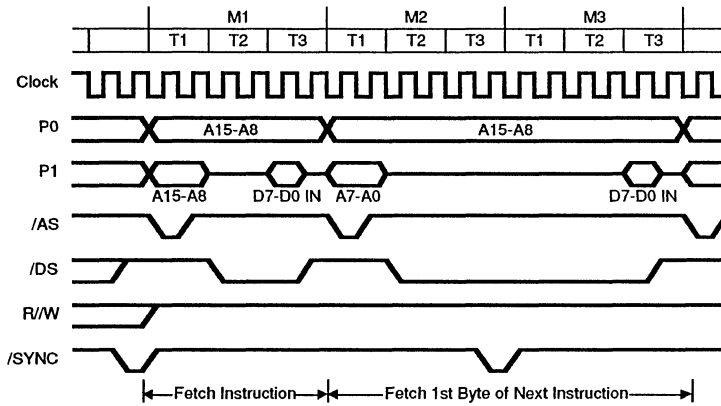 M1 M2 M3
T1 T2 T3 T1 T2 T3 T1 T2 T3
Clock
P0 A15-A8 A15-A8
P1
A15-A8 D7-D0 IN A7-A0 D7-D0 IN
/AS
/DS
R//W
/SYNC
Fetch Instruction Fetch 1st Byte of Next Instruction